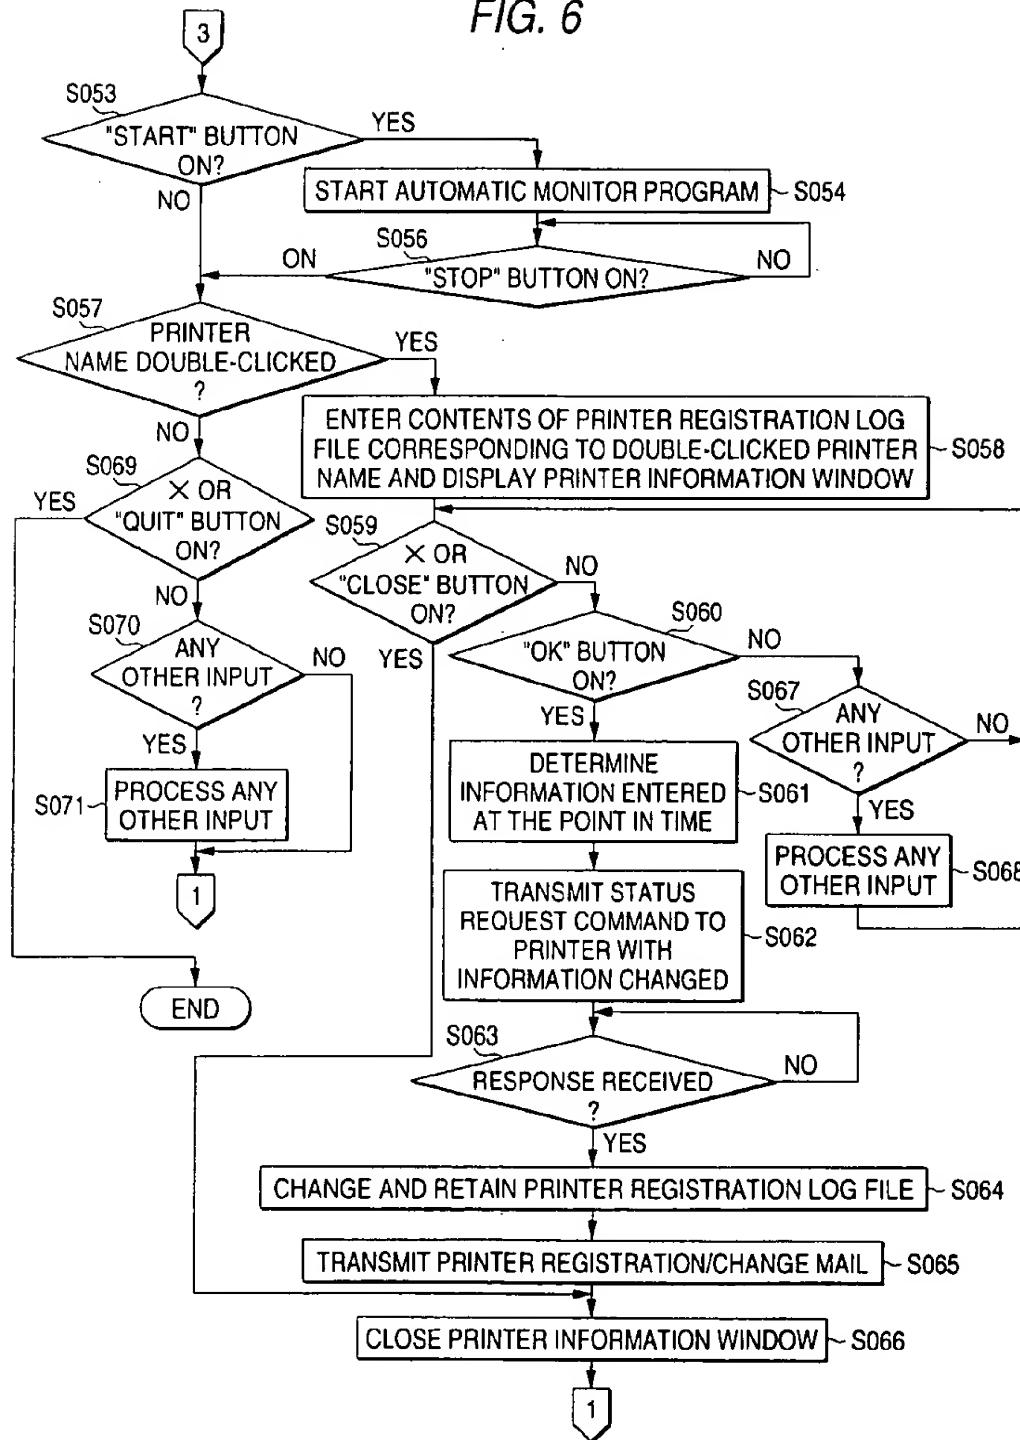 FIG. 6
3
S053
"START" BUTTON
ON?
YES
NO
START AUTOMATIC MONITOR PROGRAM
S054
S056
"STOP" BUTTON ON?
ON
NO
S057
PRINTER
NAME DOUBLE-CLICKED
?
YES
NO
ENTER CONTENTS OF PRINTER REGISTRATION LOG
FILE CORRESPONDING TO DOUBLE-CLICKED PRINTER
NAME AND DISPLAY PRINTER INFORMATION WINDOW
S058
S069
× OR
"QUIT" BUTTON
ON?
YES
NO
S059
× OR
"CLOSE" BUTTON
ON?
NO
YES
S060
"OK" BUTTON
ON?
NO
YES
S070
ANY
OTHER INPUT
?
NO
YES
S067
ANY
OTHER INPUT
?
NO
YES
S071
PROCESS ANY
OTHER INPUT
1
DETERMINE
INFORMATION ENTERED
AT THE POINT IN TIME
S061
PROCESS ANY
OTHER INPUT
S068
TRANSMIT STATUS
REQUEST COMMAND TO
PRINTER WITH
INFORMATION CHANGED
S062
END
S063
RESPONSE RECEIVED
?
NO
YES
CHANGE AND RETAIN PRINTER REGISTRATION LOG FILE
S064
TRANSMIT PRINTER REGISTRATION/CHANGE MAIL
S065
CLOSE PRINTER INFORMATION WINDOW
S066
1